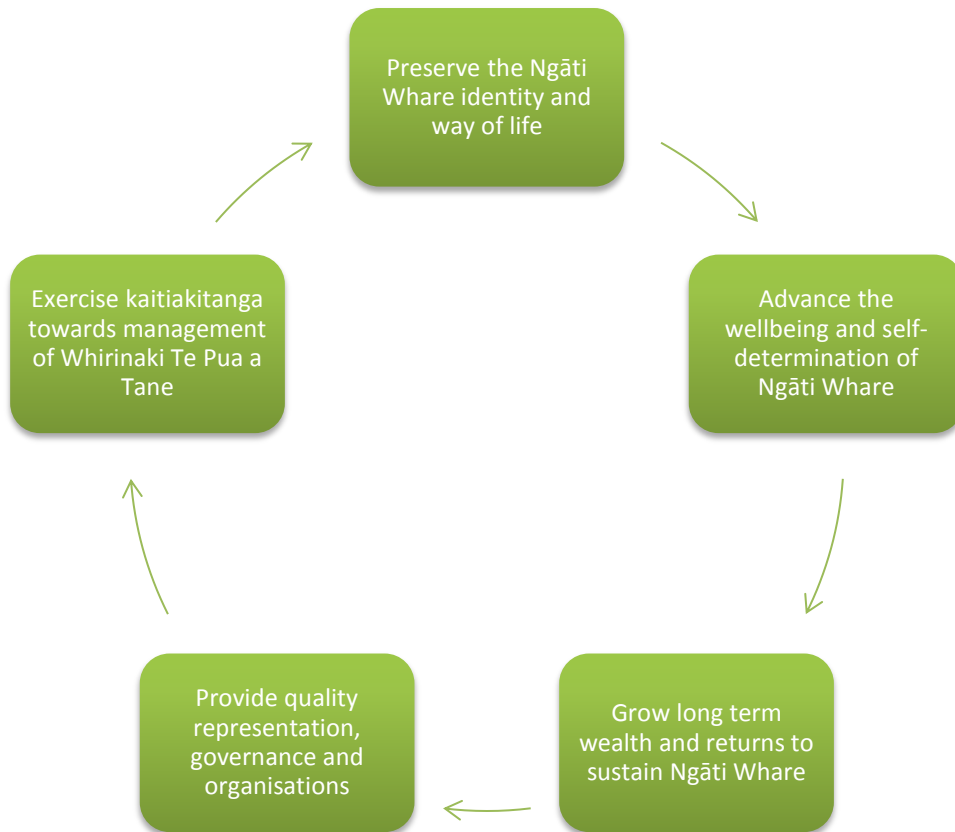 Preserve the Ngāti
Whare identity and
way of life
Advance the
wellbeing and self-
determination of
Ngāti Whare
Grow long term
wealth and returns to
sustain Ngāti Whare
Provide quality
representation,
governance and
organisations
Exercise kaitiakitanga
towards management
of Whirinaki Te Pua a
Tane